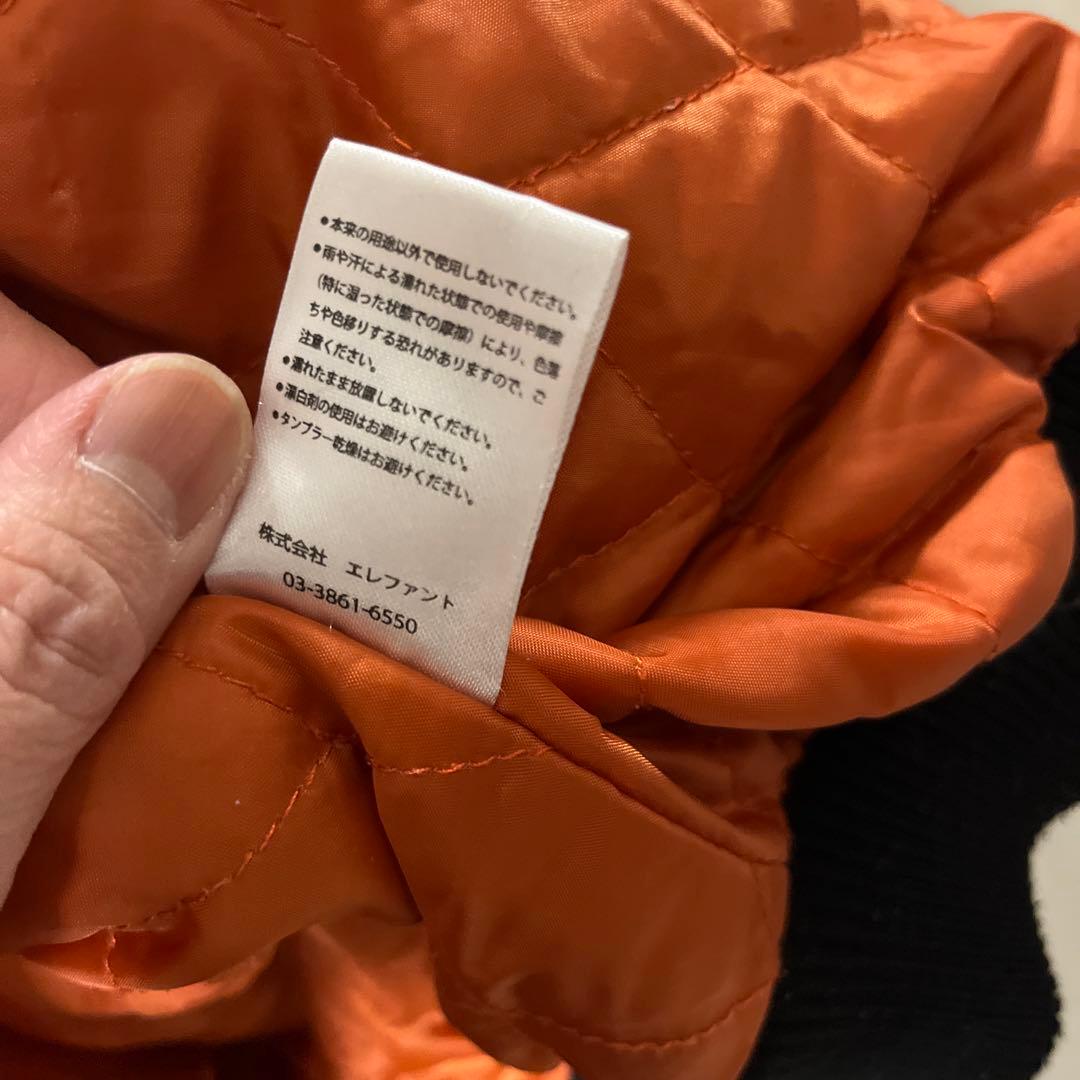 ●本来の用途以外で使用しないでください。
●雨や汗による濡れた状態での使用や摩擦
(特に湿った状態での摩擦)により、色落
ちや色移りする恐れがありますので、ご
注意ください。
●濡れたまま放置しないでください。
●漂白剤の使用はお避けください。
●タンブラー乾燥はお避けください。
株式会社 エレファント
03-3861-6550